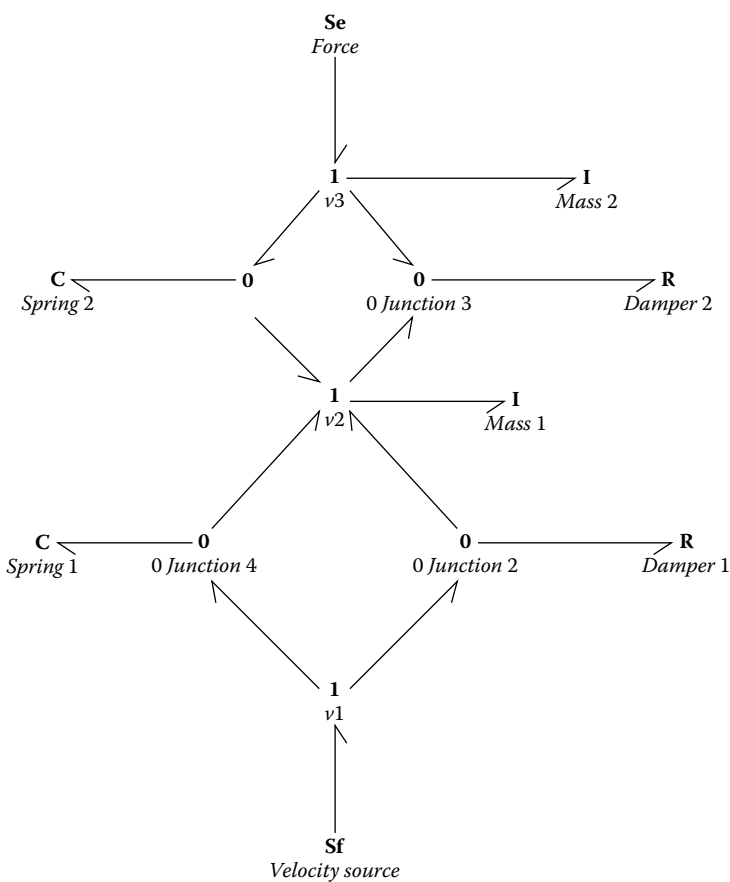 Se
Force
1
v3
I
Mass 2
C
Spring 2
0
0
0 Junction 3
R
Damper 2
1
v2
I
Mass 1
C
Spring 1
0
0 Junction 4
0
0 Junction 2
R
Damper 1
1
v1
Sf
Velocity source